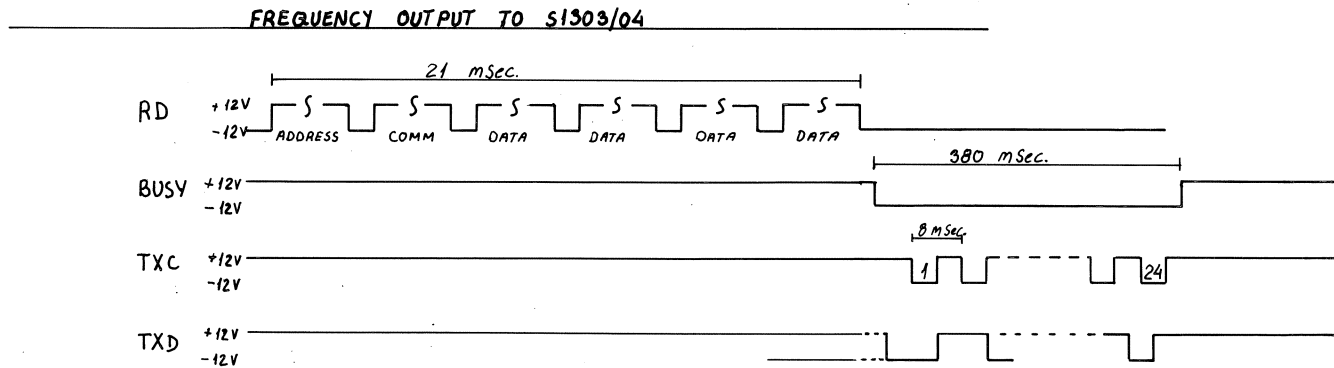 FREQUENCY OUTPUT TO S1303/04
21 mSec.
RD +12V
-12V
ADDRESS COMM DATA DATA DATA DATA
380 mSec.
BUSY +12V
-12V
8 mSec.
TXC +12V
-12V
1 24
TXD +12V
-12V